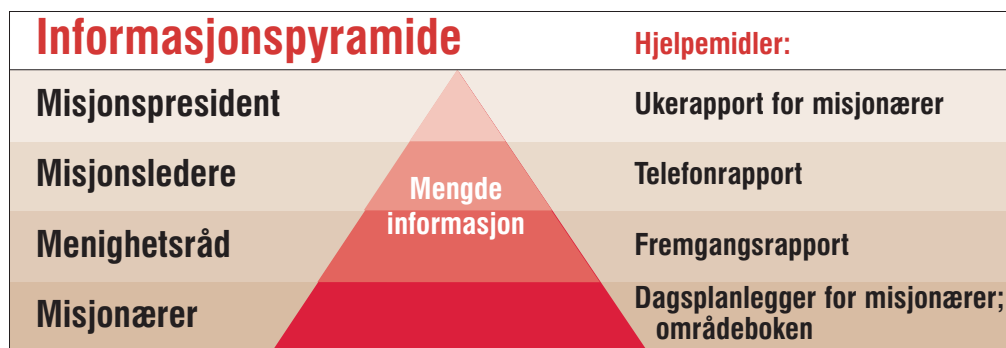 Informasjonspyramide
Hjelpemidler:
Misjonspresident
Ukerapport for misjonærer
Misjonsledere
Telefonrapport
Mengde
informasjon
Menighetsråd
Fremgangsrapport
Misjonærer
Dagsplanlegger for misjonærer;
områdeboken